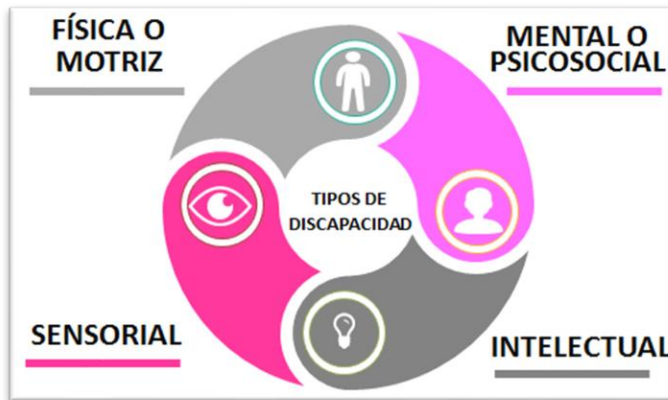 FÍSICA O
MOTRIZ
MENTAL O
PSICOSOCIAL
TIPOS DE
DISCAPACIDAD
SENSORIAL
INTELECTUAL